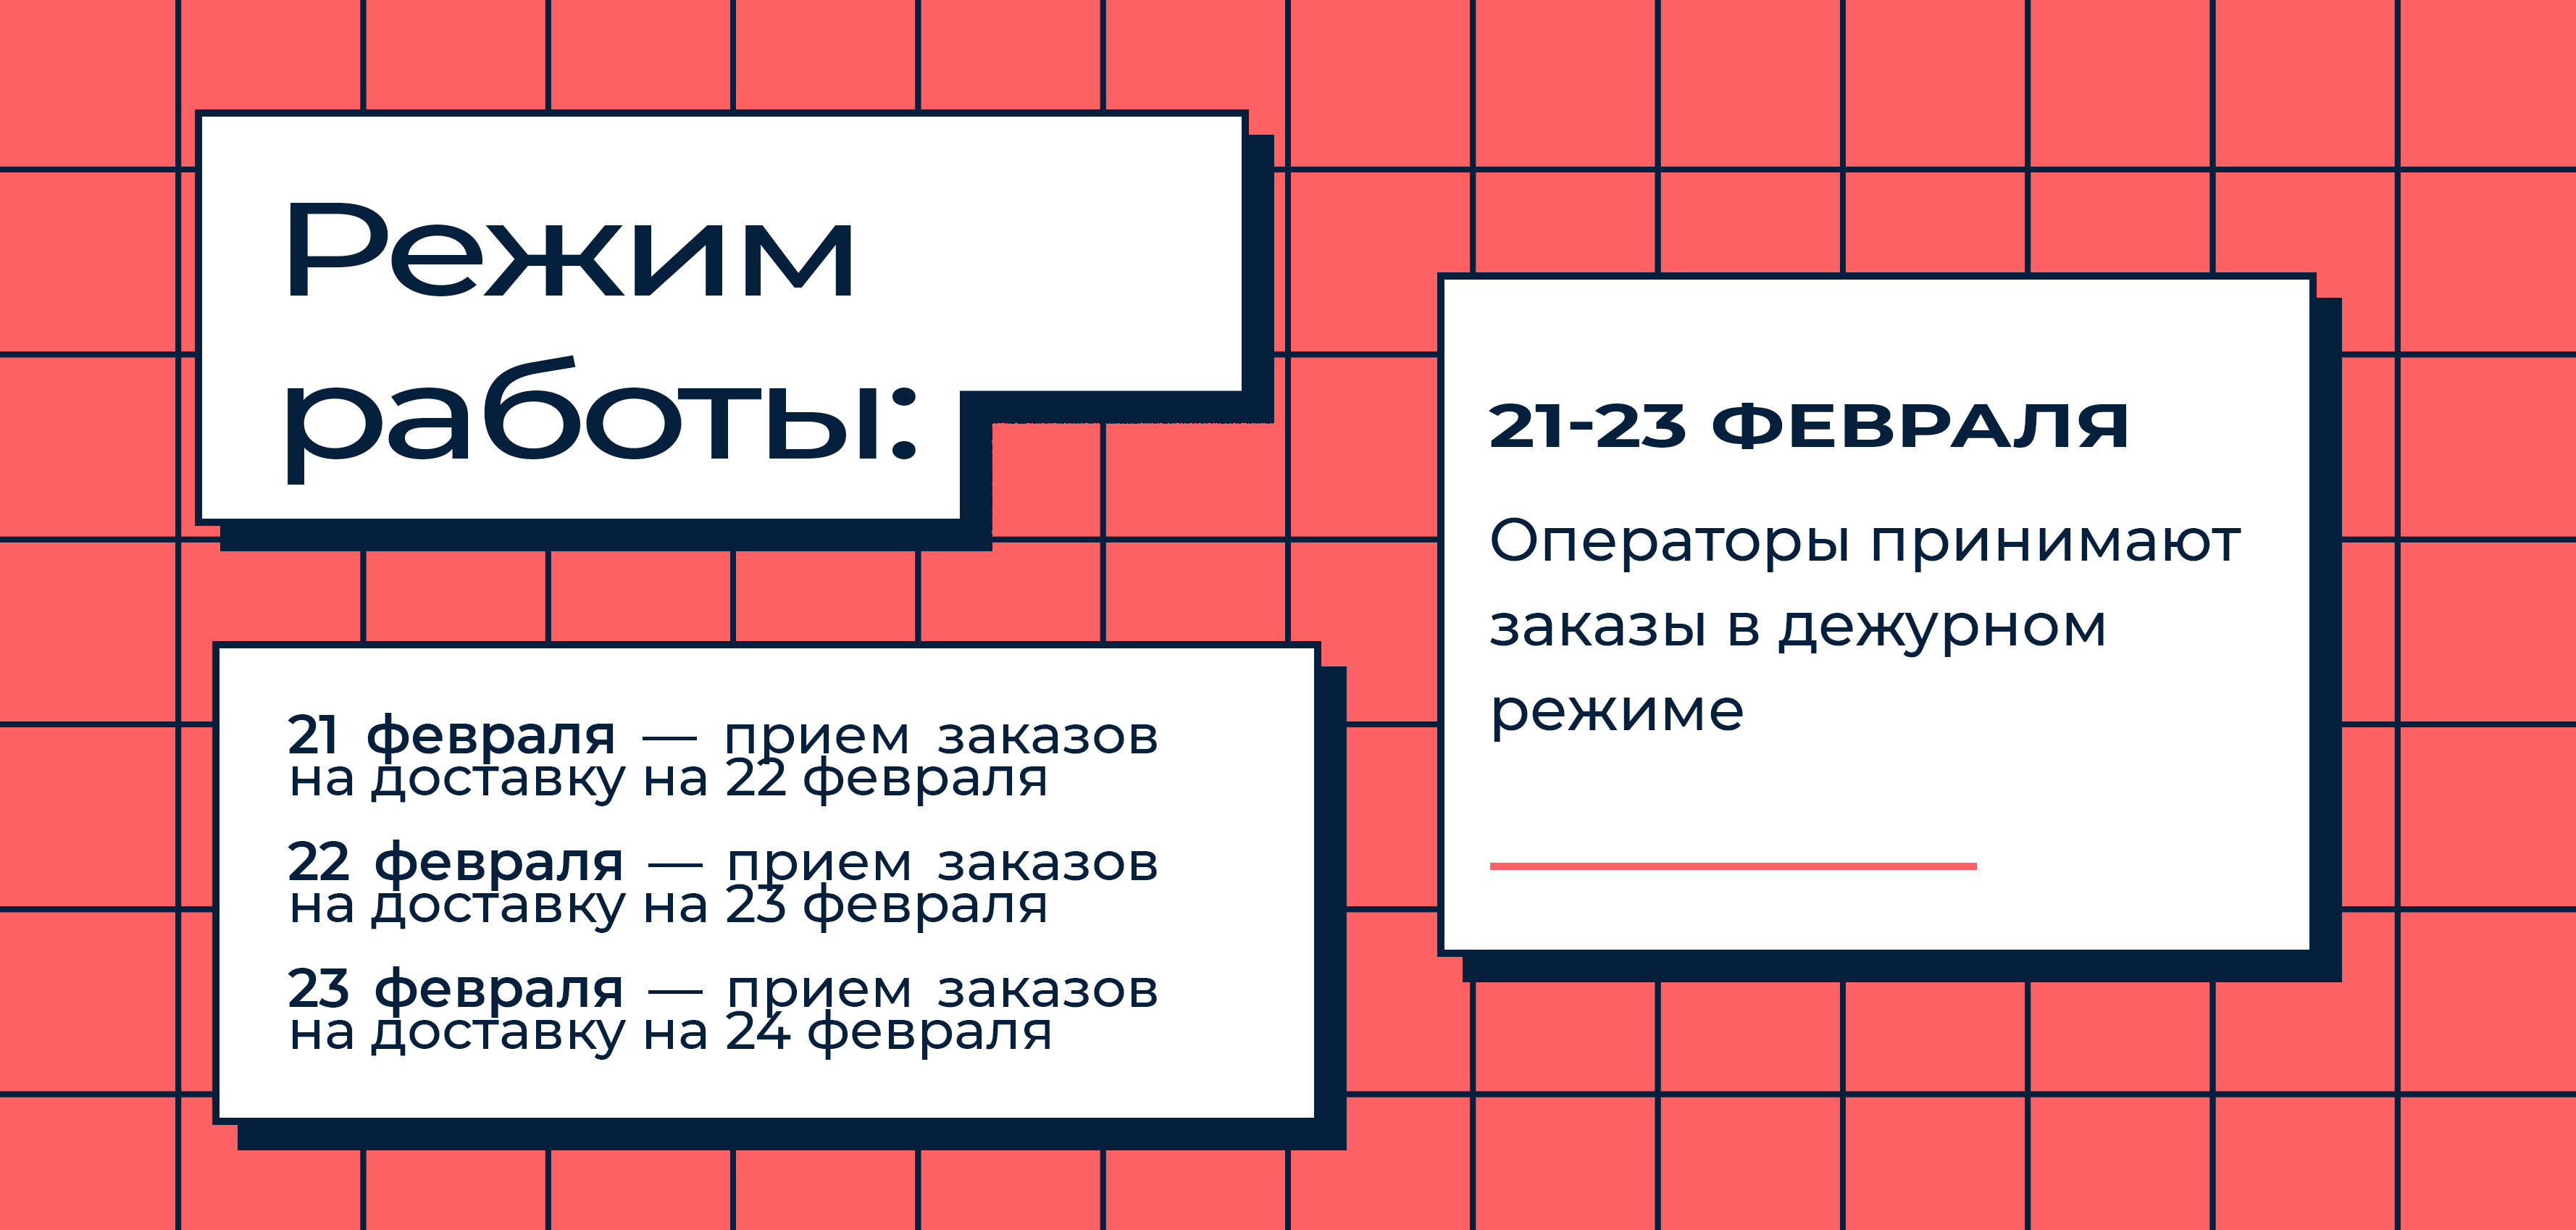 Режим
работы:
21 февраля — прием заказов
на доставку на 22 февраля
22 февраля — прием заказов
на доставку на 23 февраля
23 февраля — прием заказов
на доставку на 24 февраля
21-23 ФЕВРАЛЯ
Операторы принимают
заказы в дежурном
режиме